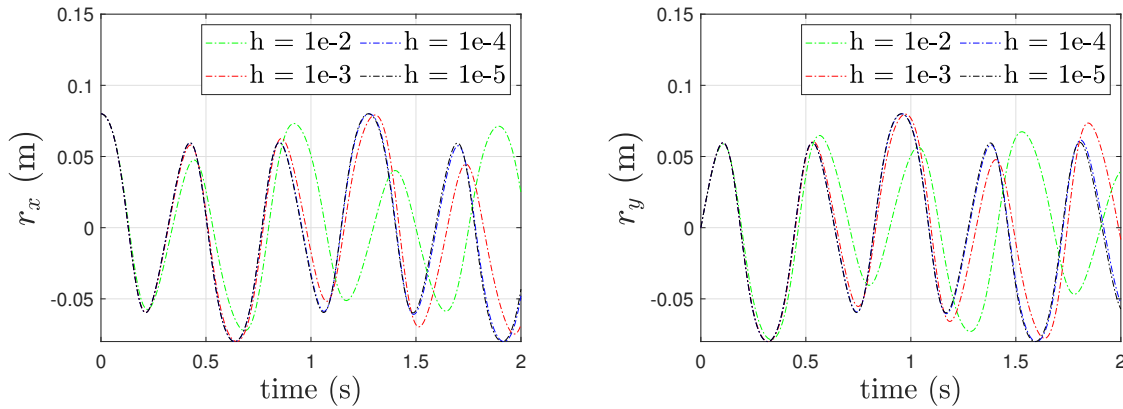 0.15
h = 1e-2 h = 1e-4
h = 1e-3 h = 1e-5
0.1
0.05
0
-0.05
r_x (m)
0 0.5 1 1.5 2
time (s)
0.15
h = 1e-2 h = 1e-4
h = 1e-3 h = 1e-5
0.1
0.05
0
-0.05
r_y (m)
0 0.5 1 1.5 2
time (s)